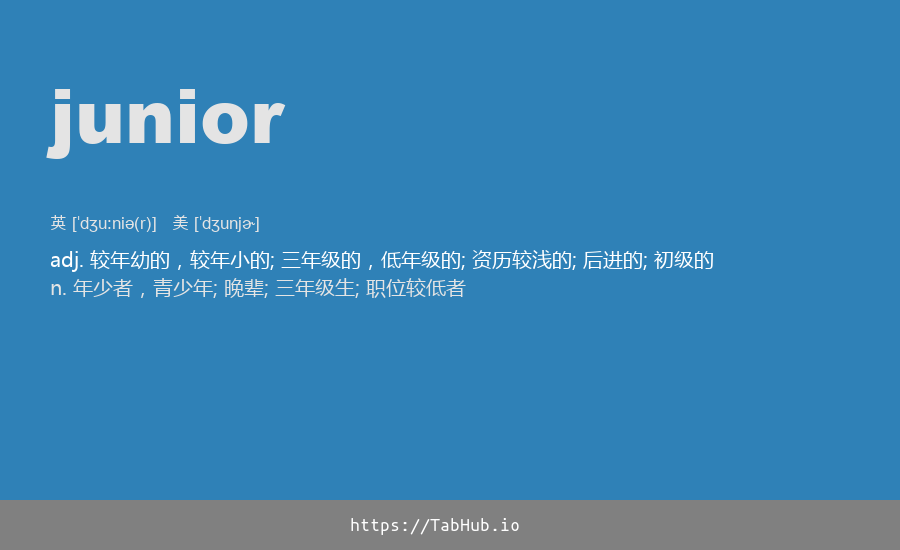 junior
英 [ˈdʒuːniə(r)] 美 [ˈdʒunjɚ]
adj. 较年幼的，较年小的; 三年级的，低年级的; 资历较浅的; 后进的; 初级的
n. 年少者，青少年; 晚辈; 三年级生; 职位较低者
https://TabHub.io